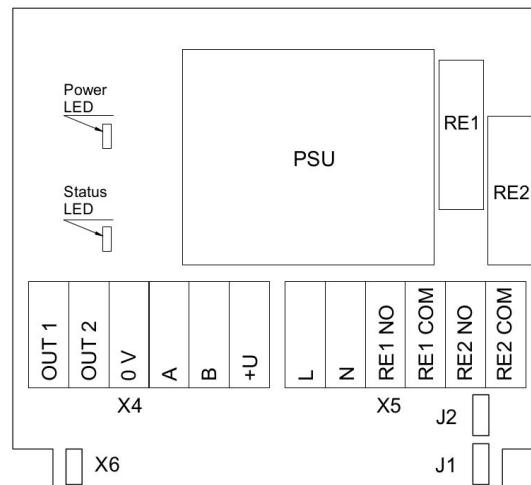 Power
LED
Status
LED
PSU
RE1
RE2
OUT 1
OUT 2
0 V
A
B
+U
L
N
RE1 NO
RE1 COM
RE2 NO
RE2 COM
X4
X5
J2
X6
J1